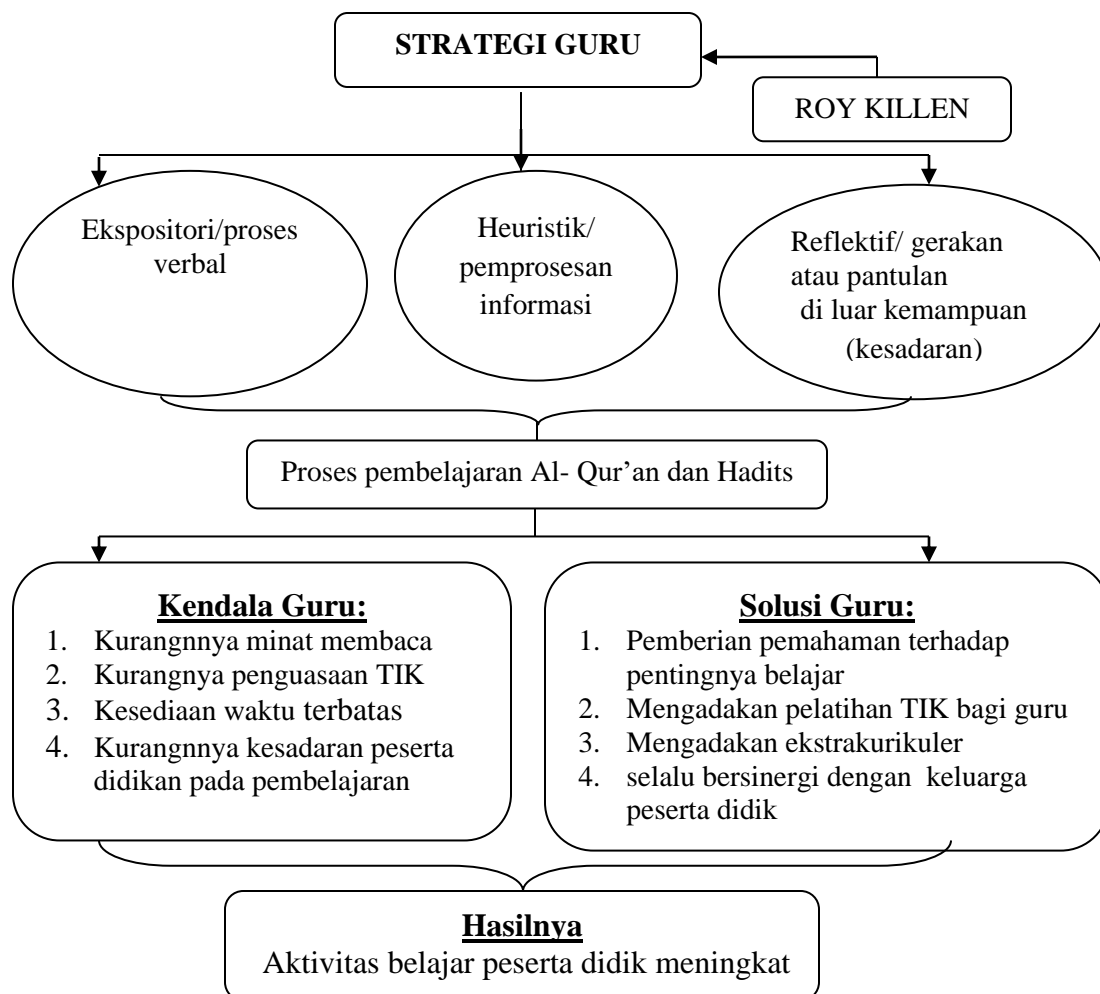 STRATEGI GURU
ROY KILLEN
Ekspositori/proses
verbal
Heuristik/
pemprosesan
informasi
Reflektif/ gerakan
atau pantulan
di luar kemampuan
(kesadaran)
Proses pembelajaran Al- Qur’an dan Hadits
Kendala Guru:
1. Kurangnnya minat membaca
2. Kurangnya penguasaan TIK
3. Kesediaan waktu terbatas
4. Kurangnnya kesadaran peserta
didikan pada pembelajaran
Solusi Guru:
1. Pemberian pemahaman terhadap
pentingnya belajar
2. Mengadakan pelatihan TIK bagi guru
3. Mengadakan ekstrakurikuler
4. selalu bersinergi dengan keluarga
peserta didik
Hasilnya
Aktivitas belajar peserta didik meningkat